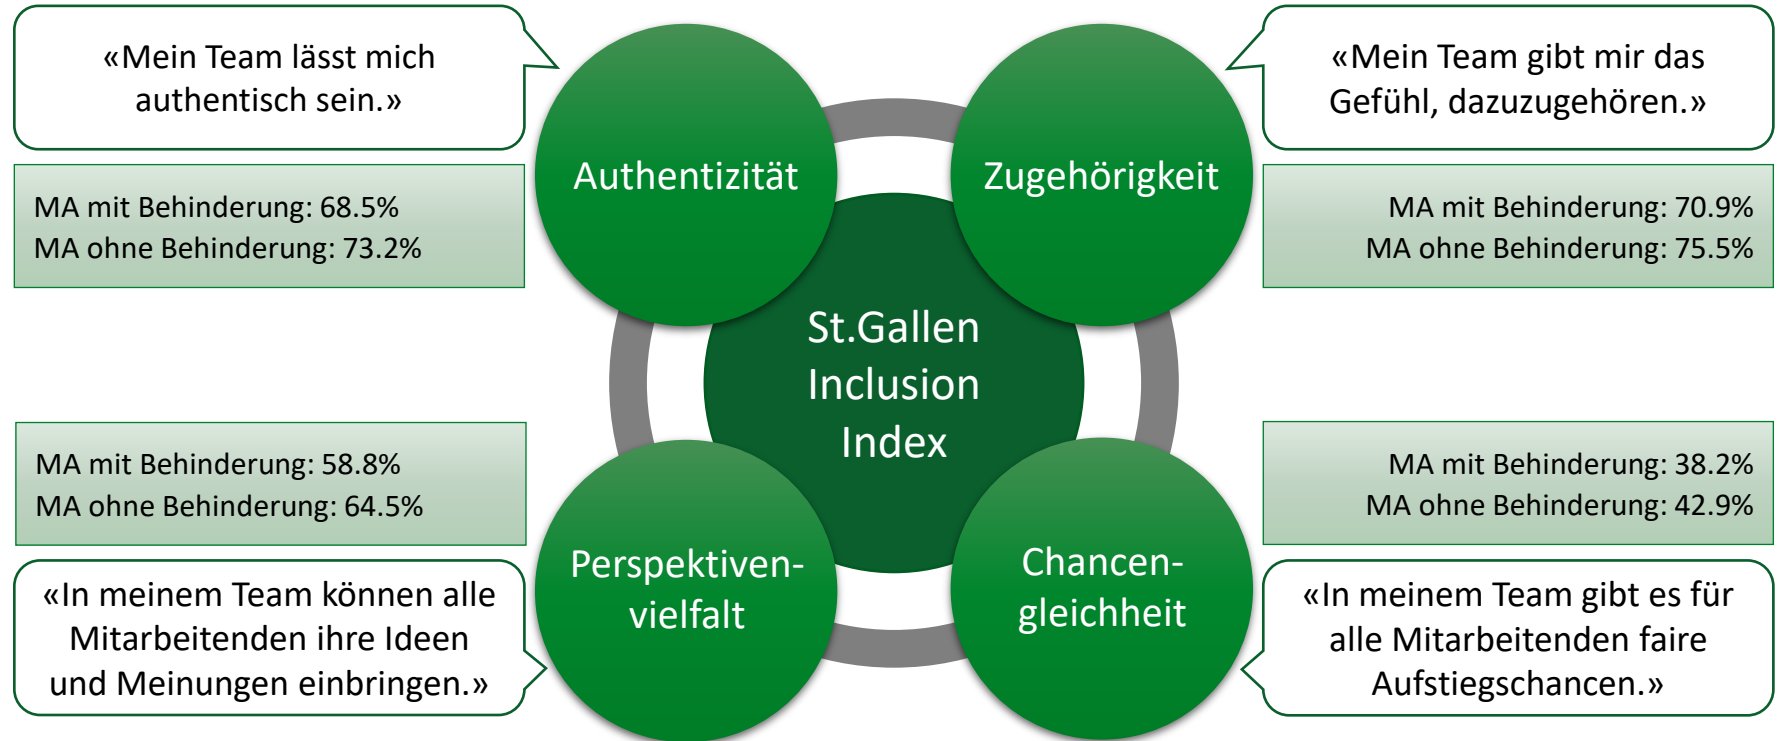 «Mein Team lässt mich
authentisch sein.»
Authentizität
MA mit Behinderung: 68.5%
MA ohne Behinderung: 73.2%
«Mein Team gibt mir das
Gefühl, dazuzugehören.»
Zugehörigkeit
MA mit Behinderung: 70.9%
MA ohne Behinderung: 75.5%
St.Gallen
Inclusion
Index
MA mit Behinderung: 58.8%
MA ohne Behinderung: 64.5%
Perspektiven-
vielfalt
«In meinem Team können alle
Mitarbeitenden ihre Ideen
und Meinungen einbringen.»
MA mit Behinderung: 38.2%
MA ohne Behinderung: 42.9%
Chancen-
gleichheit
«In meinem Team gibt es für
alle Mitarbeitenden faire
Aufstiegschancen.»